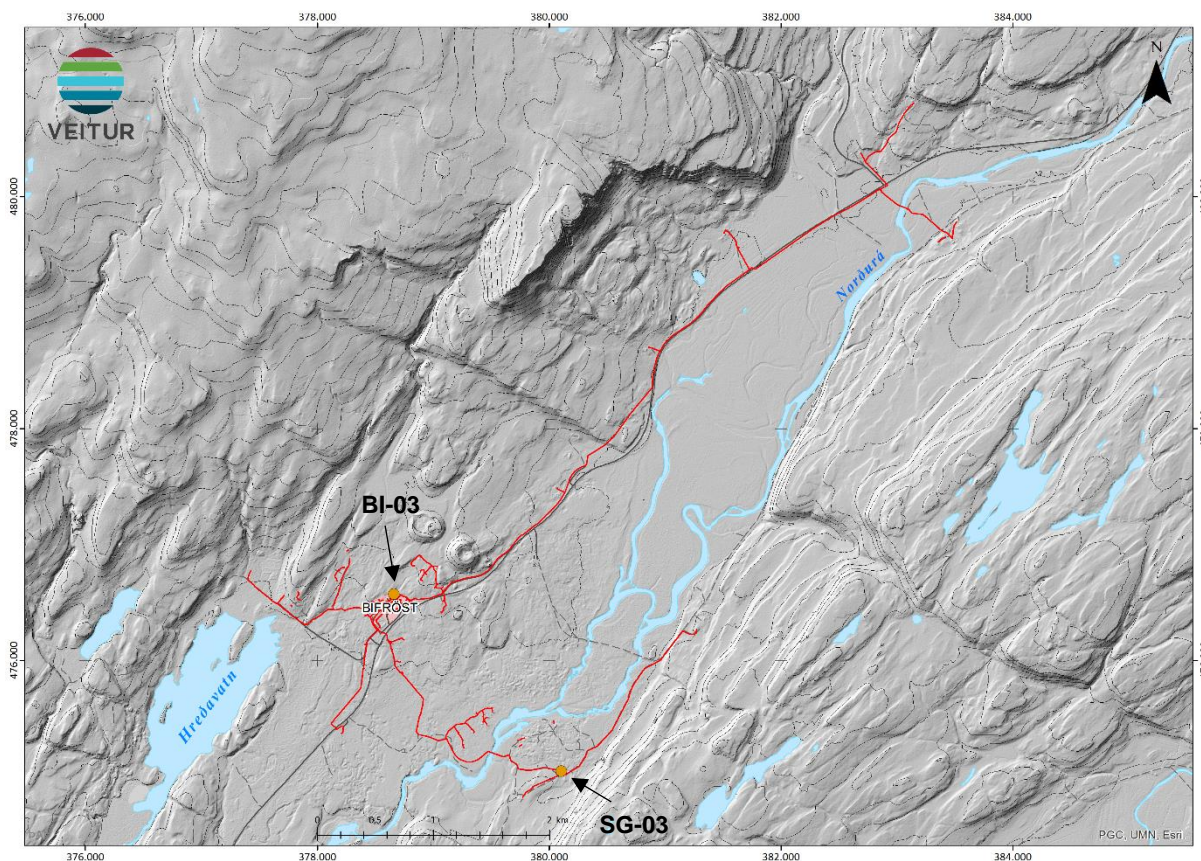 376.000 378.000 380.000 382.000 384.000
VEITUR
N
480.000
480.000
Norðurá
478.000
BI-03
BIFRÖST
476.000
Hreðavatn
SG-03
0 0,5 1 2 km
PGC, UMN, Esri
376.000 378.000 380.000 382.000 384.000